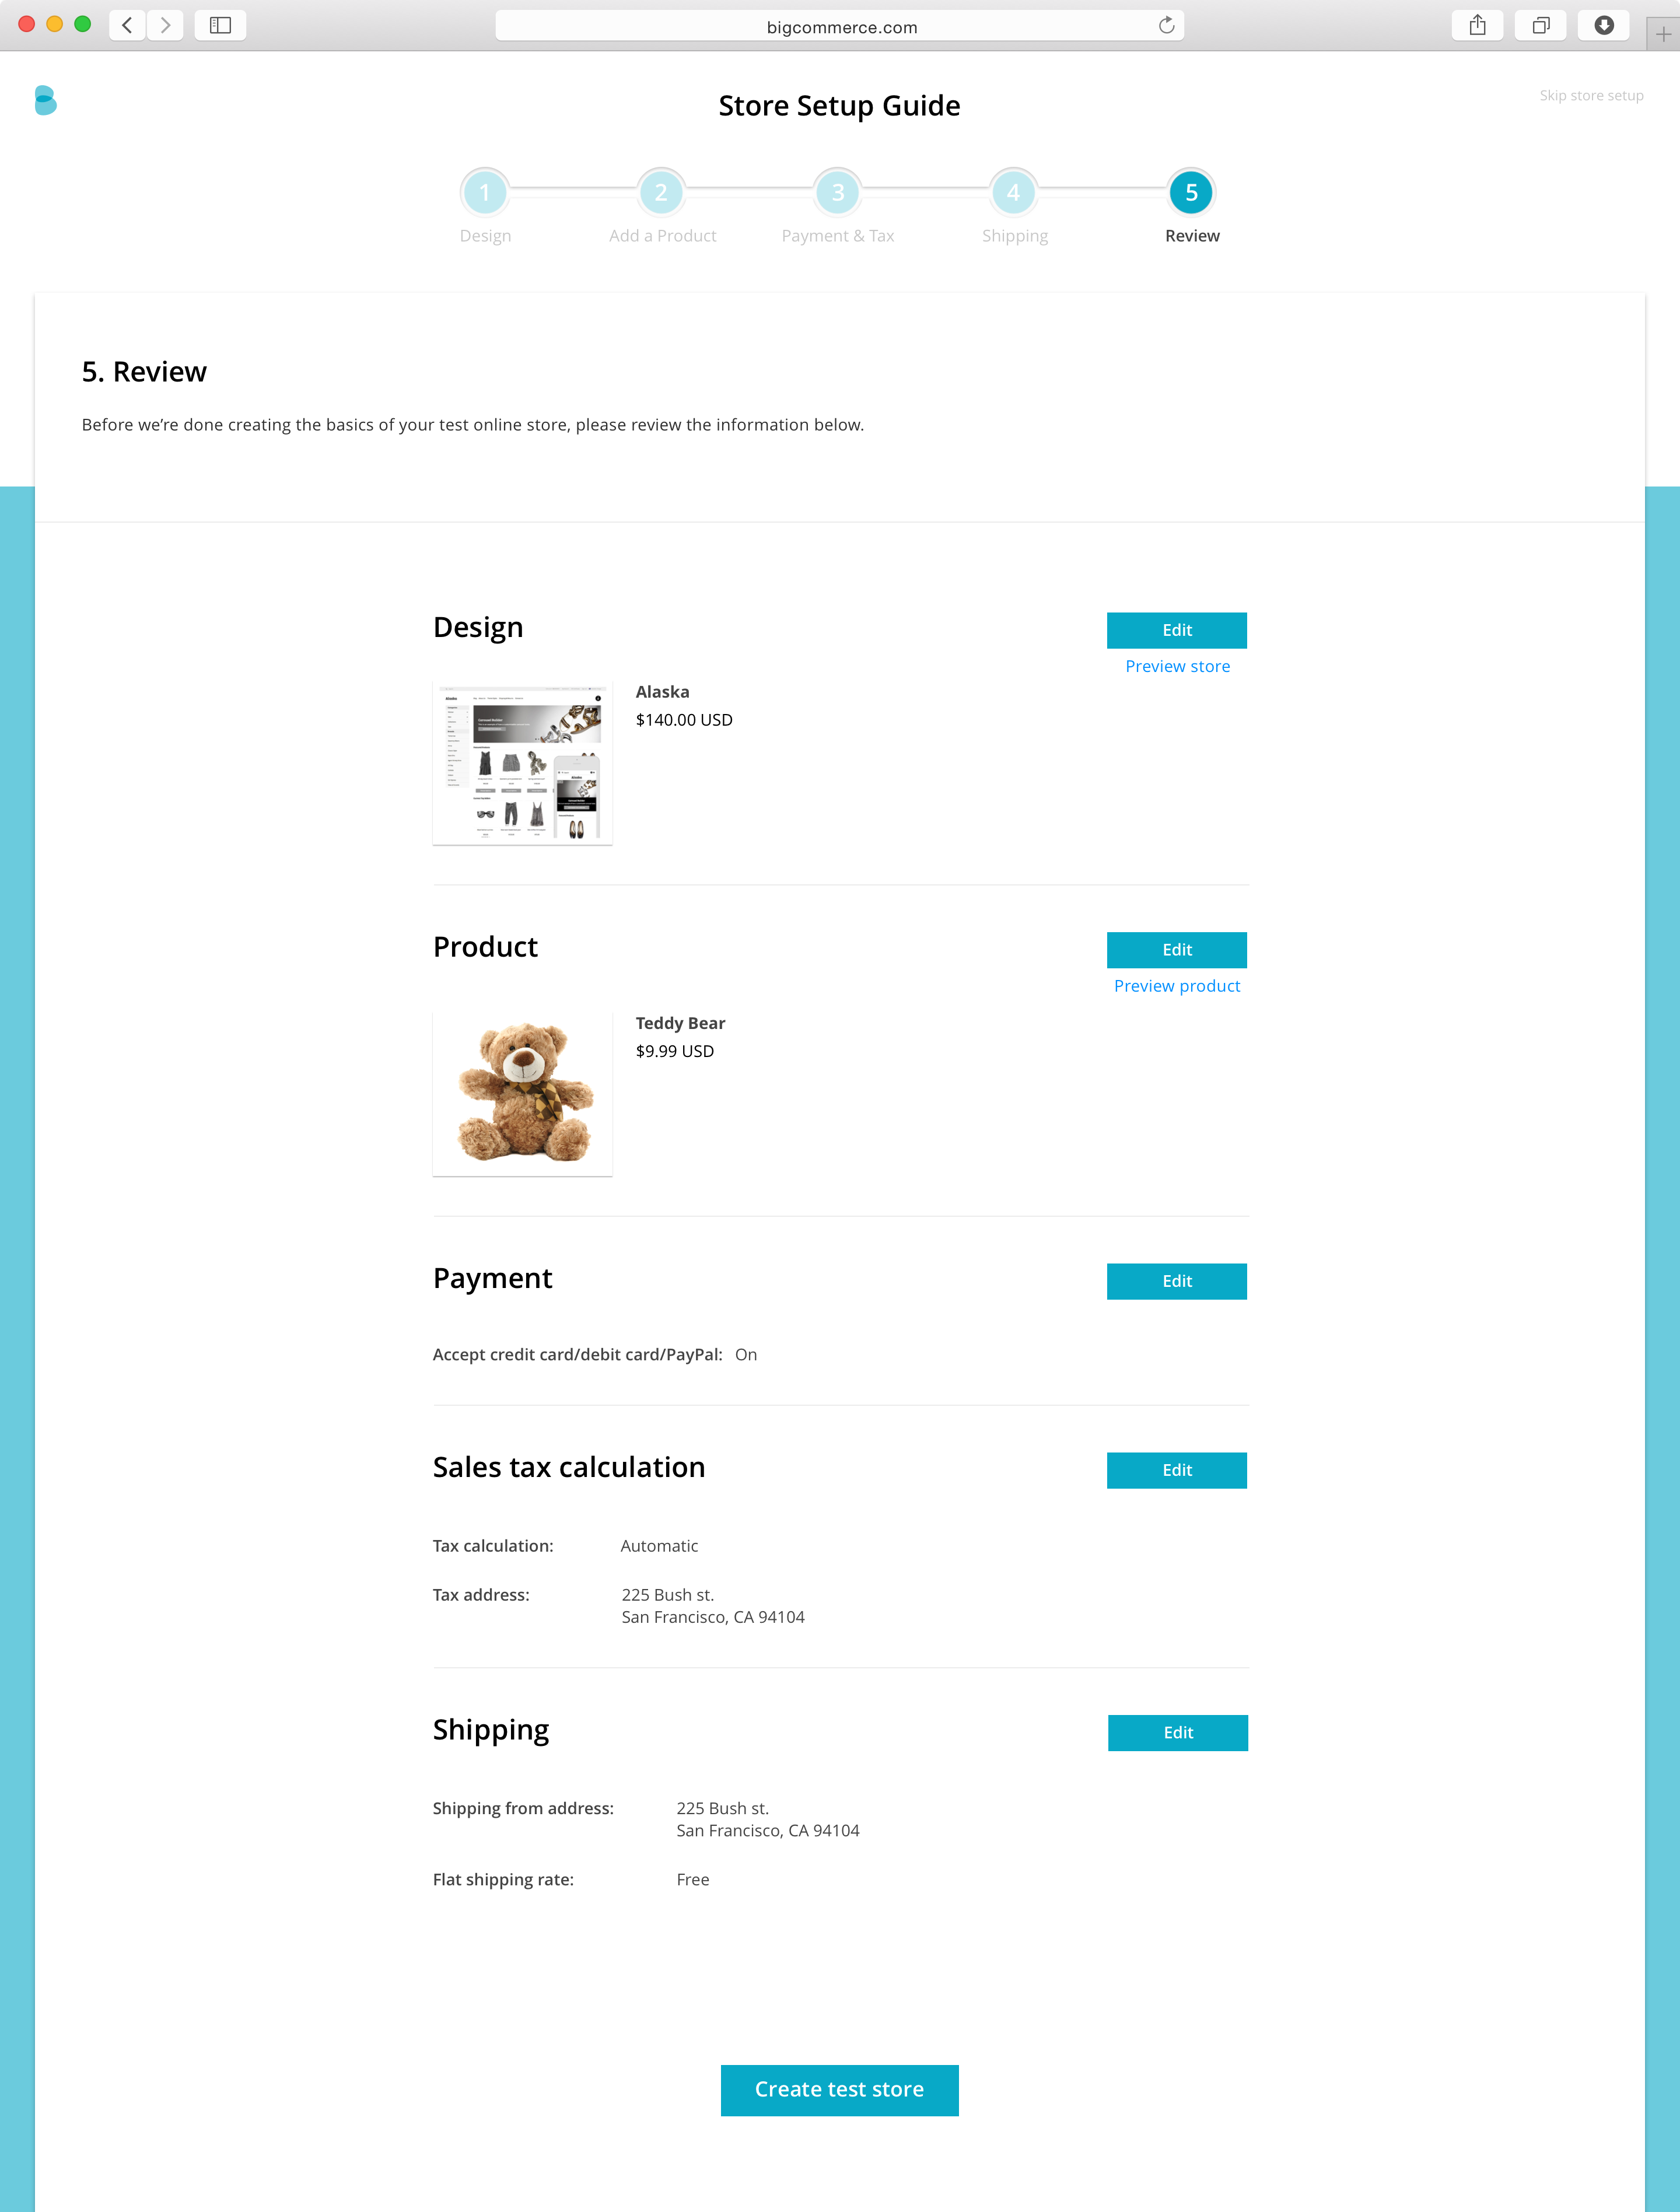 bigcommerce.com
Store Setup Guide
Skip store setup
1
2
3
4
5
Design
Add a Product
Payment & Tax
Shipping
Review
5. Review
Before we’re done creating the basics of your test online store, please review the information below.
Design
Edit
Preview store
Alaska
$140.00 USD
Product
Edit
Preview product
Teddy Bear
$9.99 USD
Payment
Edit
Accept credit card/debit card/PayPal: On
Sales tax calculation
Edit
Tax calculation: Automatic
Tax address: 225 Bush st.
San Francisco, CA 94104
Shipping
Edit
Shipping from address: 225 Bush st.
San Francisco, CA 94104
Flat shipping rate: Free
Create test store